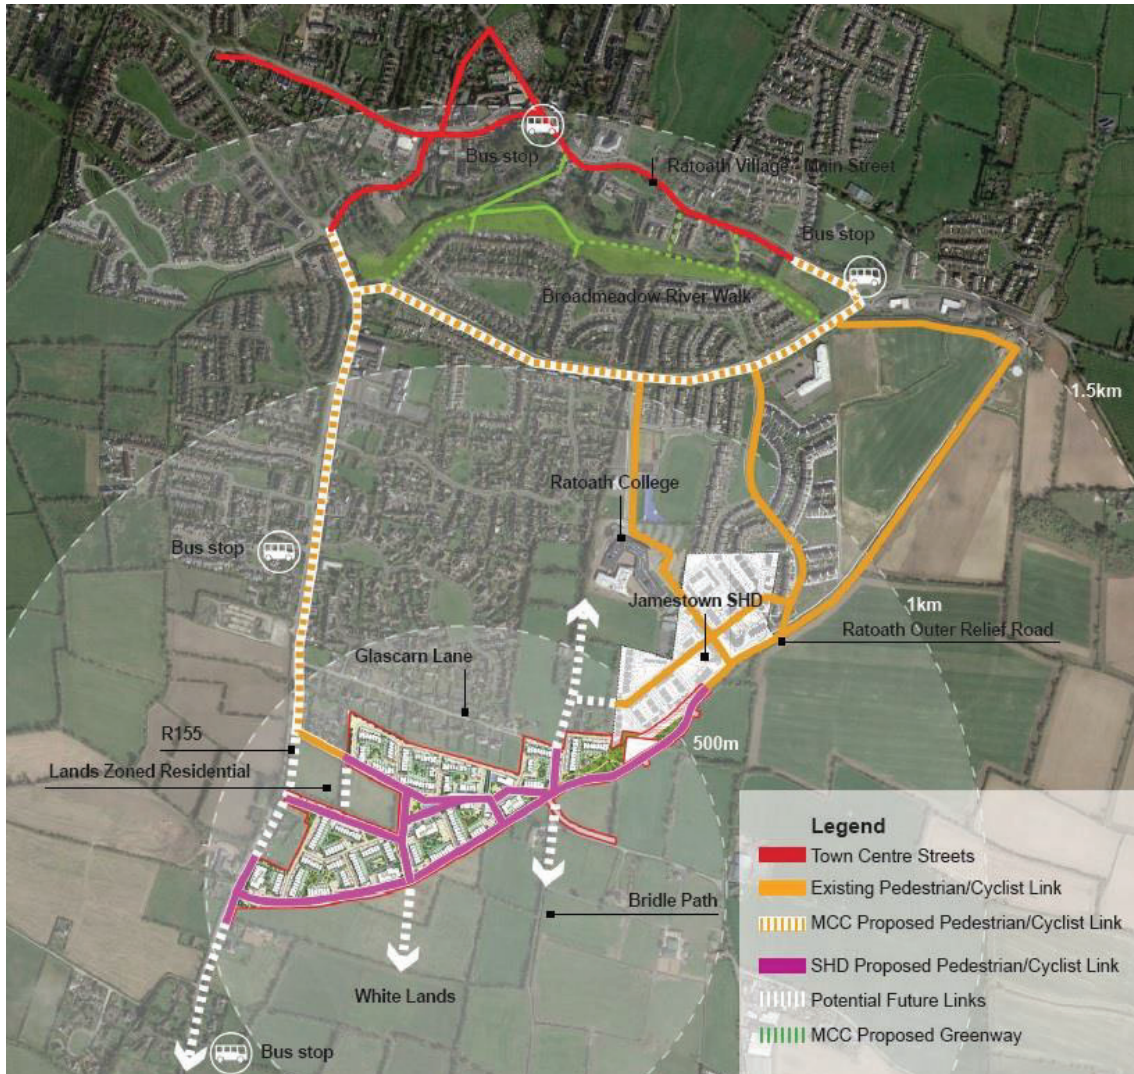 Bus stop
Ratoath Village - Main Street
Bus stop
Broadmeadow River Walk
1.5km
Ratoath College
Bus stop
Jamestown SHD
1km
Ratoath Outer Relief Road
Glascarn Lane
R155
500m
Lands Zoned Residential
Legend
Town Centre Streets
Existing Pedestrian/Cyclist Link
Bridle Path
MCC Proposed Pedestrian/Cyclist Link
SHD Proposed Pedestrian/Cyclist Link
White Lands
Potential Future Links
MCC Proposed Greenway
Bus stop